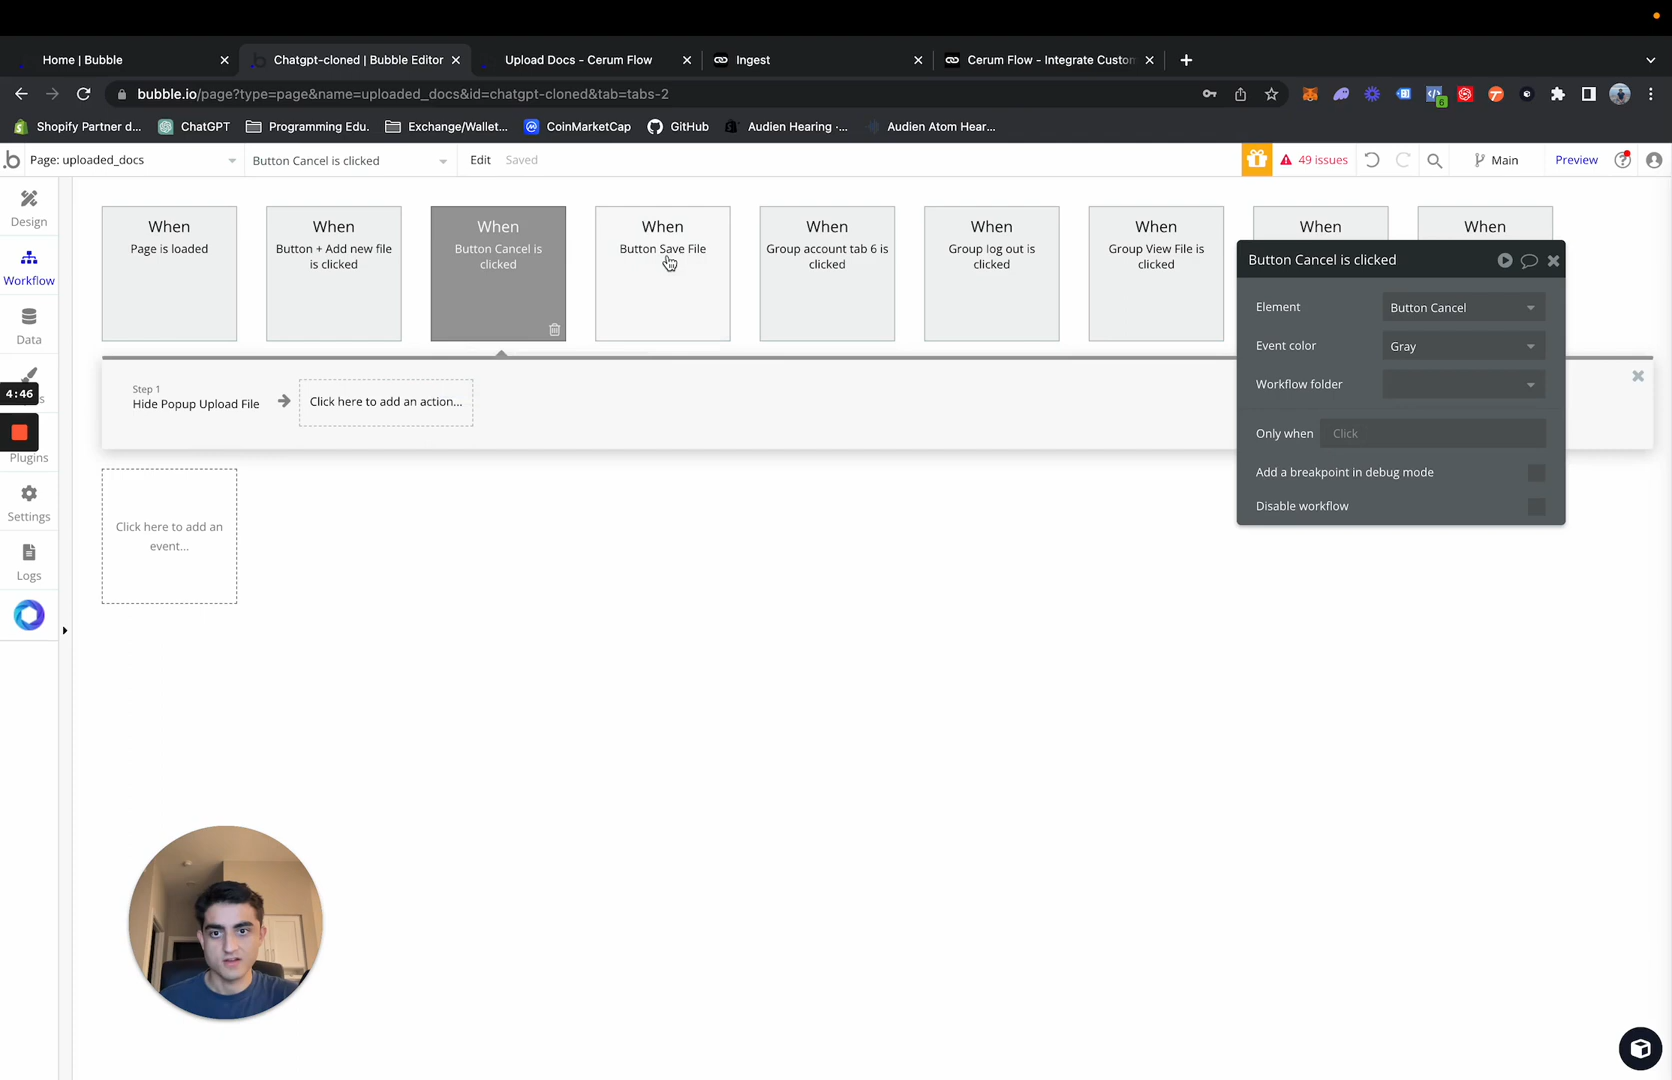 Home | Bubble
Chatgpt-cloned | Bubble Editor
Upload Docs - Cerum Flow
Ingest
Cerum Flow - Integrate Custom
bubble.io/page?type=page&name=uploaded_docs&id=chatgpt-cloned&tab=tabs-2
6
Shopify Partner d...
ChatGPT
Programming Edu.
Exchange/Wallet...
CoinMarketCap
GitHub
Audien Hearing -...
Audien Atom Hear...
Page: uploaded_docs
Button Cancel is clicked
Edit
Saved
49 issues
Main
Preview
Design
Workflow
Data
4:46
Plugins
Settings
Logs
When
Page is loaded
When
Button + Add new file
is clicked
When
Button Cancel is
clicked
When
Button Save File
When
Group account tab 6 is
clicked
When
Group log out is
clicked
When
Group View File is
clicked
When
When
Step 1
Hide Popup Upload File
Click here to add an action...
Click here to add an
event...
Button Cancel is clicked
Element
Button Cancel
Event color
Gray
Workflow folder
Only when
Click
Add a breakpoint in debug mode
Disable workflow